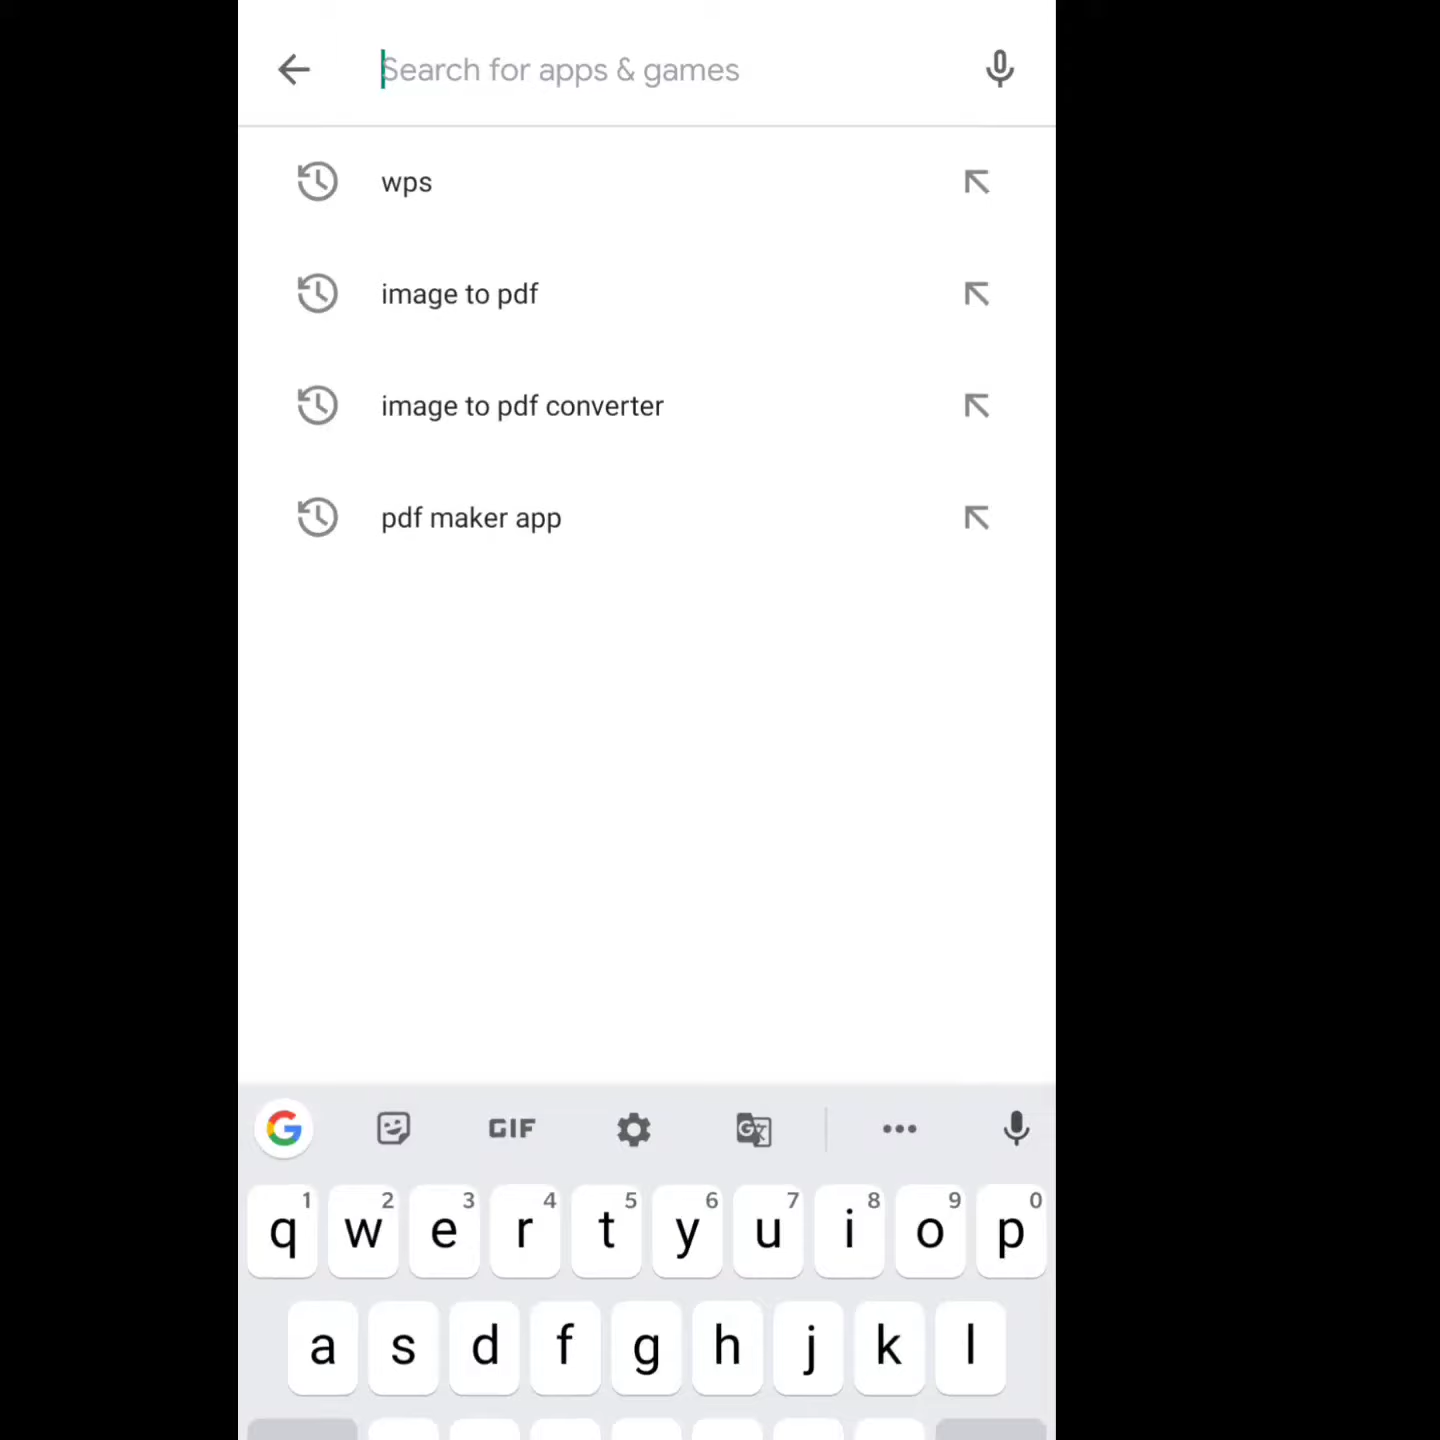 Search for apps & games
wps
image to pdf
image to pdf converter
pdf maker app
G GIF G
1 2 3 4 5 6 7 8 9 0
q w e r t y u i o p
a s d f g h j k l